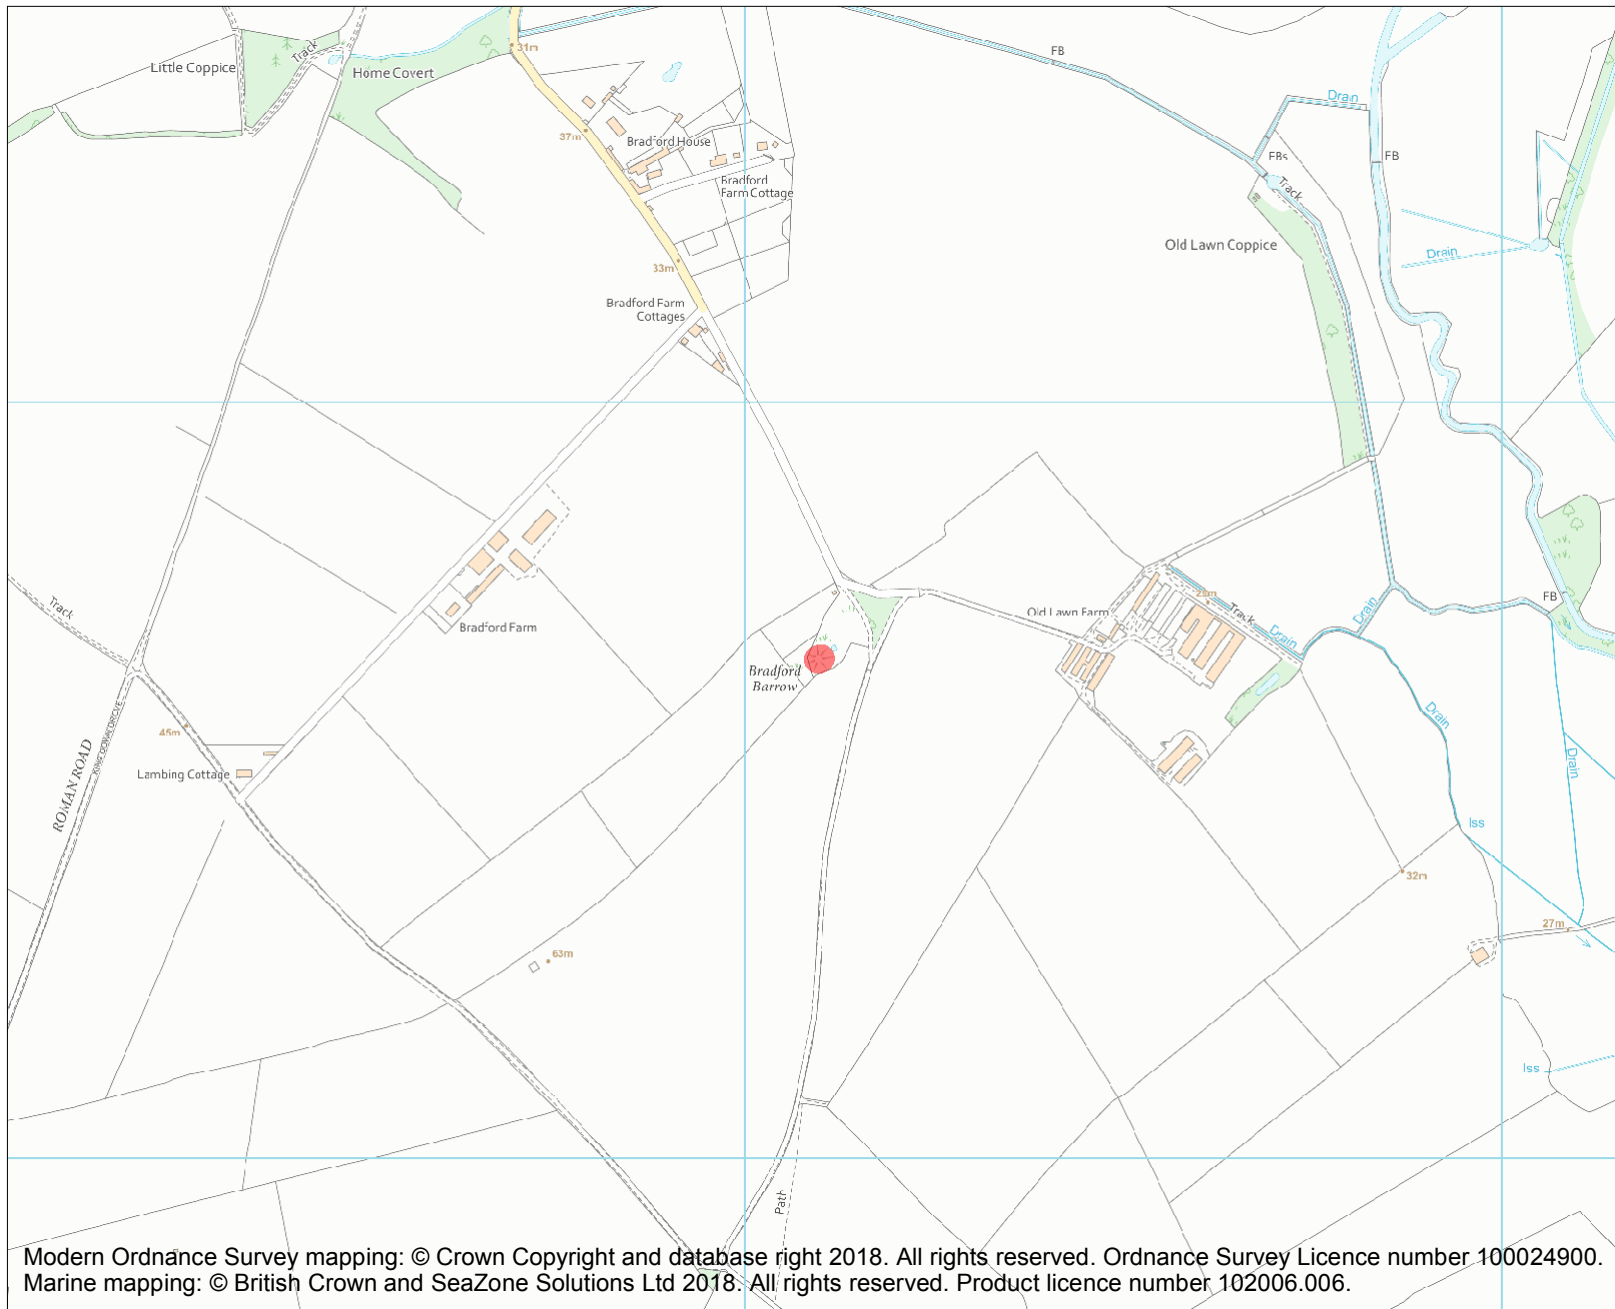 31m
Track
Little Coppice
Home Covert
FB
Drain
37m
Bradford House
FBs
FB
Bradford
Farm Cottage
Track
Old Lawn Coppice
Drain
33m
Bradford Farm
Cottages
Track
Bradford Farm
Old Lawn Farm
Track
Drain
Drain
FB
Bradford
Barrow
45m
ROMAN ROAD
Lambing Cottage
Drain
Drain
Iss
32m
27m
63m
Iss
Path
Modern Ordnance Survey mapping: © Crown Copyright and database right 2018. All rights reserved. Ordnance Survey Licence number 100024900.
Marine mapping: © British Crown and SeaZone Solutions Ltd 2018. All rights reserved. Product licence number 102006.006.